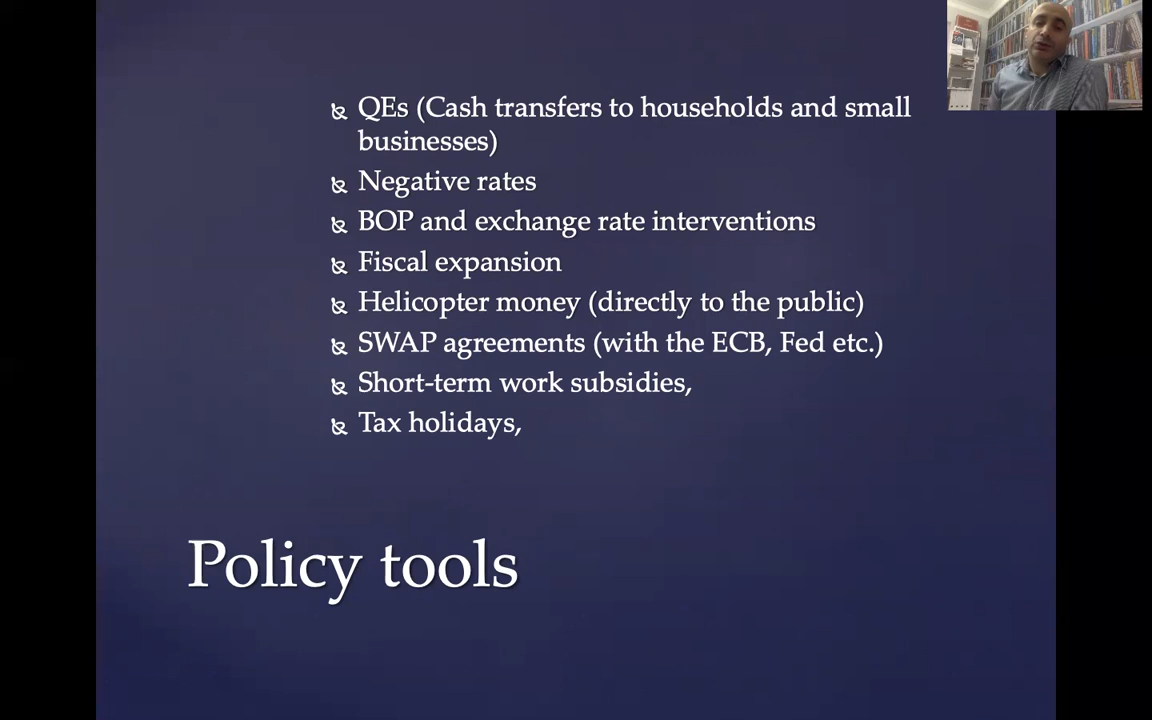 QEs (Cash transfers to households and small
businesses)
Negative rates
BOP and exchange rate interventions
Fiscal expansion
Helicopter money (directly to the public)
SWAP agreements (with the ECB, Fed etc.)
Short-term work subsidies,
Tax holidays,
Policy tools